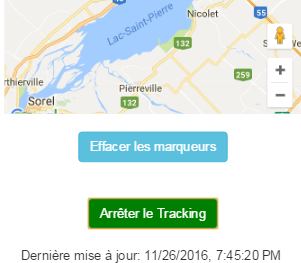 Nicolet
55
Lac-Saint-Pierre
132
W
259
rthierville
Pierreville
Sorel
132
+
−
Effacer les marqueurs
Arrêter le Tracking
Dernière mise à jour: 11/26/2016, 7:45:20 PM